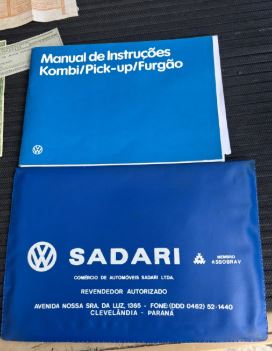 Manual de Instruções
Kombi/Pick-up/Furgão
SADARI
MEMBRO
ASSOBRAV
COMÉRCIO DE AUTOMÓVEIS SADARI LTDA.
REVENDEDOR AUTORIZADO
AVENIDA NOSSA SRA. DA LUZ, 1365 - FONE: (DDD 0462) 52-1440
CLEVELÂNDIA - PARANÁ